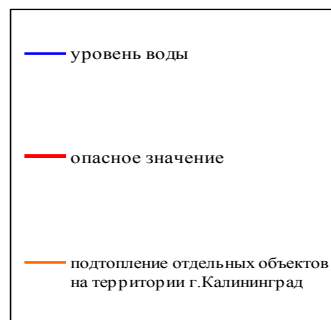 уровень воды
опасное значение
подтопление отдельных объектов
на территории г.Калининград